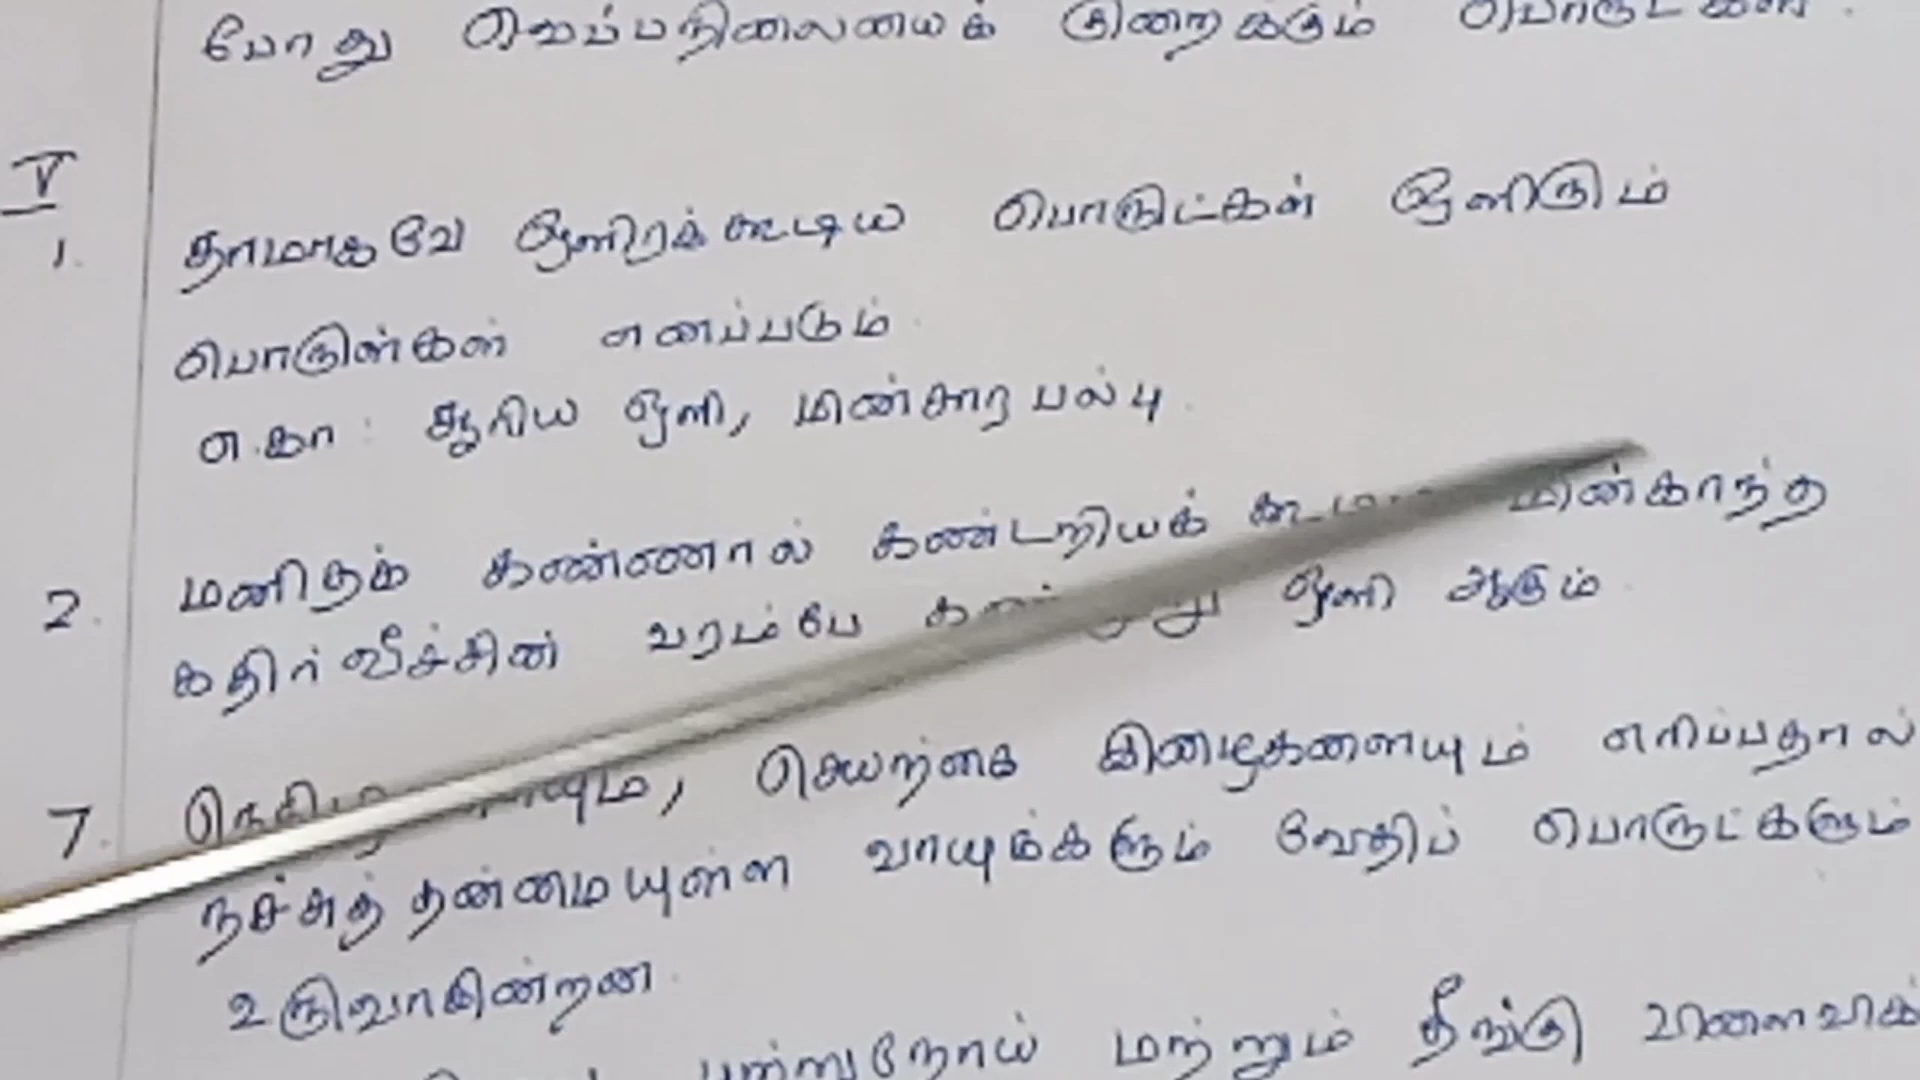 போது வெப்பநிலையைக் குறைக்கும் பொருட்கள்.
V
1. தாமாகவே ஒளிரக்கூடிய பொருட்கள் ஒளிரும்
பொருள்கள் எனப்படும்.
எ.கா: சூரிய ஒளி, மின்சார பல்பு.
2. மனிதக் கண்ணால் கண்டறியக் மின்காந்த
கதிர்வீச்சின் வரம்பே ஒளி ஆகும்.
7. செயற்கை இழைகளையும் எரிப்பதால்
நச்சுத் தன்மையுள்ள வாயுக்களும் வேதிப் பொருட்களும்
உருவாகின்றன.
புற்றுநோய் மற்றும் தீங்கு